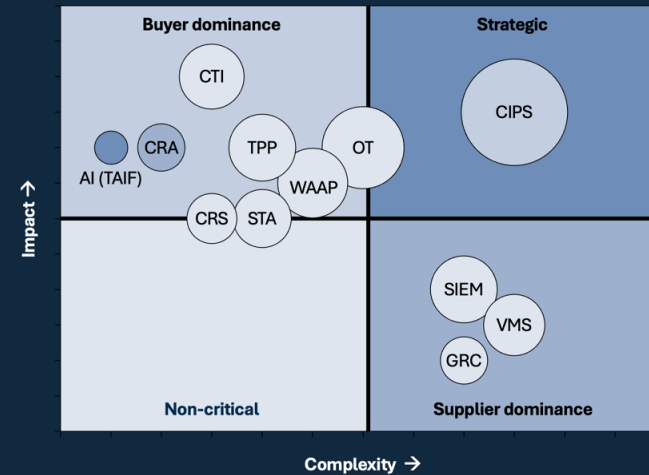 Buyer dominance
Strategic
CTI
CIPS
CRA
TPP
OT
AI (TAIF)
WAAP
CRS
STA
Impact →
SIEM
VMS
GRC
Non-critical
Supplier dominance
Complexity →